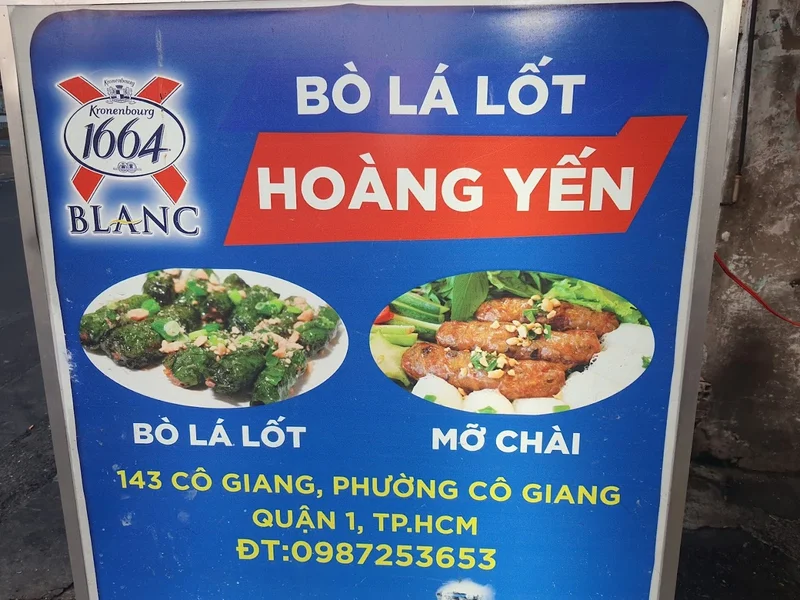 BÒ LÁ LỐT
Kronenbourg
Kronenbourg
1664
BLANC
HOÀNG YẾN
BÒ LÁ LỐT
MỠ CHÀI
143 CÔ GIANG, PHƯỜNG CÔ GIANG
QUẬN 1, TP.HCM
ĐT:0987253653